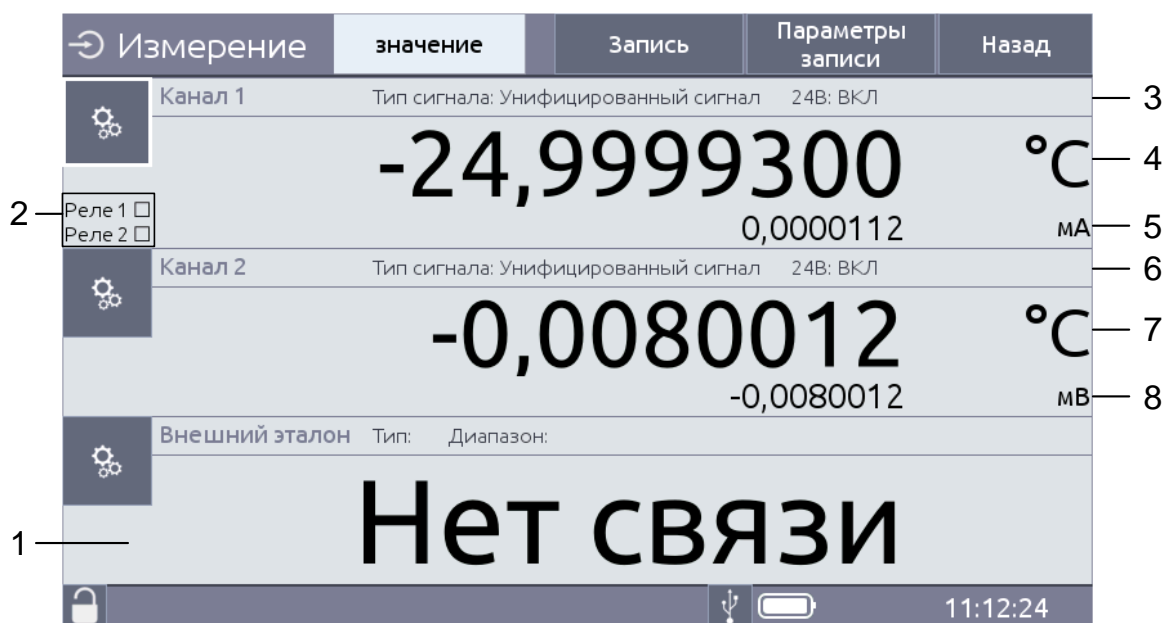 Измерение значение Запись Параметры записи Назад
Канал 1 Тип сигнала: Унифицированный сигнал 24В: ВКЛ 3
-24,9999300 °C 4
2 Реле 1
Реле 2
0,0000112 мА 5
Канал 2 Тип сигнала: Унифицированный сигнал 24В: ВКЛ 6
-0,0080012 °C 7
-0,0080012 мВ 8
Внешний эталон Тип: Диапазон:
1 Нет связи
11:12:24